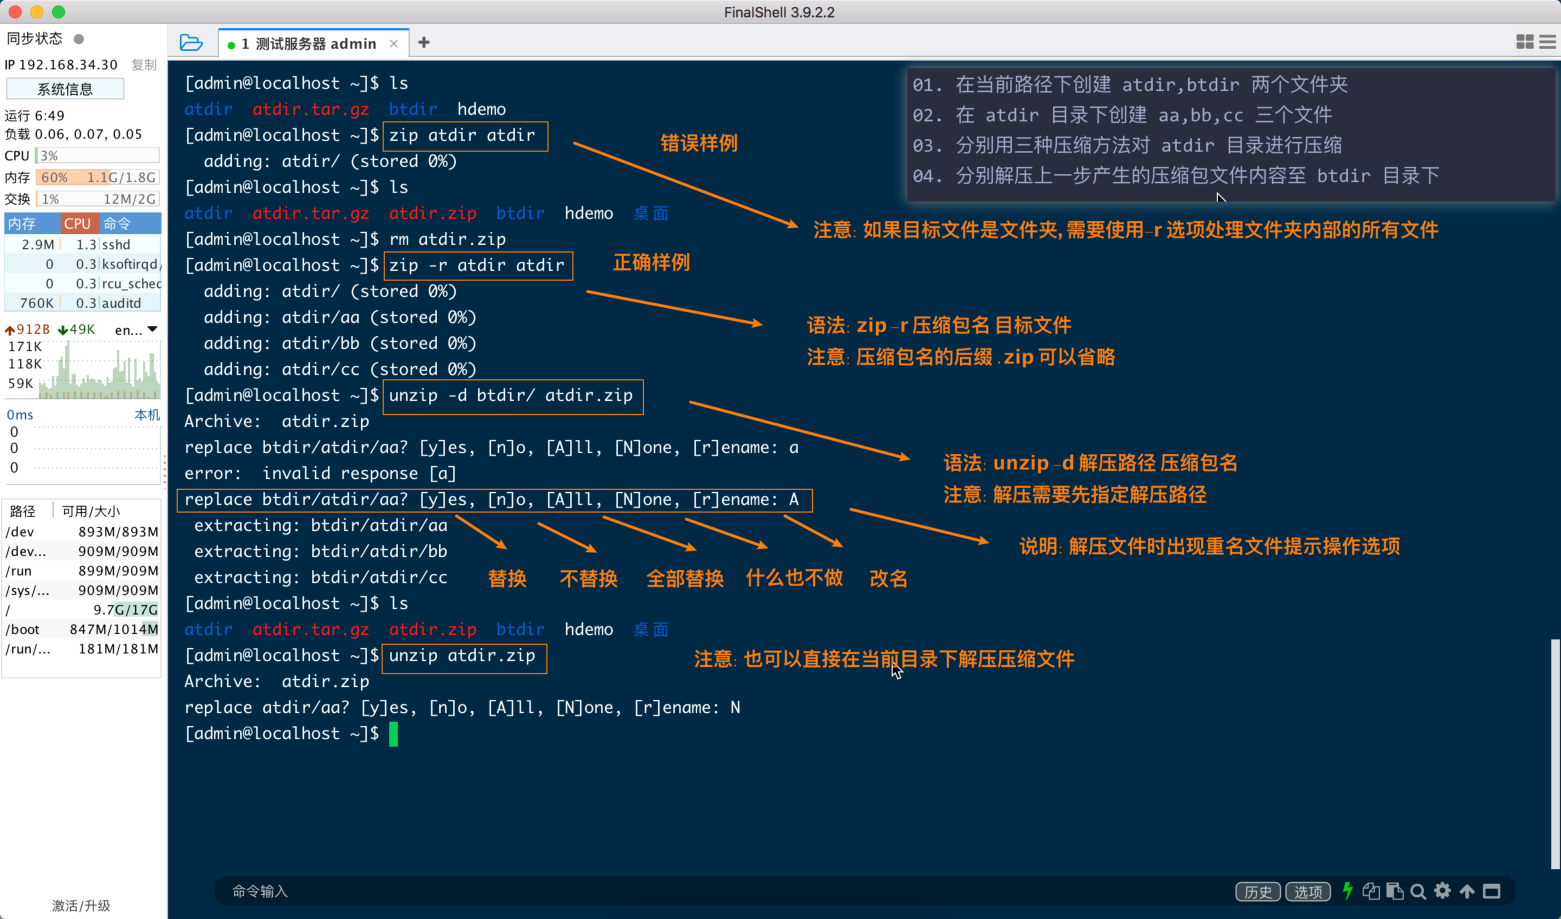 FinalShell 3.9.2.2
同步状态
IP 192.168.34.30 复制
系统信息
运行 6:49
负载 0.06, 0.07, 0.05
CPU 3%
内存 60% 1.1G/1.8G
交换 1% 12M/2G
内存 CPU 命令
2.9M 1.3 sshd
0 0.3 ksoftirqd/
0 0.3 rcu_sched
760K 0.3 auditd
912B 49K en...
171K
118K
59K
0ms 本机
0
0
0
路径 可用/大小
/dev 893M/893M
/dev... 909M/909M
/run 899M/909M
/sys/... 909M/909M
/ 9.7G/17G
/boot 847M/1014M
/run/... 181M/181M
激活/升级
1 测试服务器 admin × +
[admin@localhost ~]$ ls
atdir atdir.tar.gz btdir hdemo
[admin@localhost ~]$ zip atdir atdir
错误样例
adding: atdir/ (stored 0%)
[admin@localhost ~]$ ls
atdir atdir.tar.gz atdir.zip btdir hdemo 桌面
[admin@localhost ~]$ rm atdir.zip
[admin@localhost ~]$ zip -r atdir atdir
正确样例
adding: atdir/ (stored 0%)
adding: atdir/aa (stored 0%)
adding: atdir/bb (stored 0%)
adding: atdir/cc (stored 0%)
[admin@localhost ~]$ unzip -d btdir/ atdir.zip
Archive: atdir.zip
replace btdir/atdir/aa? [y]es, [n]o, [A]ll, [N]one, [r]ename: a
error: invalid response [a]
replace btdir/atdir/aa? [y]es, [n]o, [A]ll, [N]one, [r]ename: A
extracting: btdir/atdir/aa
extracting: btdir/atdir/bb
extracting: btdir/atdir/cc
替换 不替换 全部替换 什么也不做 改名
[admin@localhost ~]$ ls
atdir atdir.tar.gz atdir.zip btdir hdemo 桌面
[admin@localhost ~]$ unzip atdir.zip
注意: 也可以直接在当前目录下解压压缩文件
Archive: atdir.zip
replace atdir/aa? [y]es, [n]o, [A]ll, [N]one, [r]ename: N
[admin@localhost ~]$
01. 在当前路径下创建 atdir,btdir 两个文件夹
02. 在 atdir 目录下创建 aa,bb,cc 三个文件
03. 分别用三种压缩方法对 atdir 目录进行压缩
04. 分别解压上一步产生的压缩包文件内容至 btdir 目录下
注意: 如果目标文件是文件夹, 需要使用-r 选项处理文件夹内部的所有文件
语法: zip -r 压缩包名 目标文件
注意: 压缩包名的后缀 .zip 可以省略
语法: unzip -d 解压路径 压缩包名
注意: 解压需要先指定解压路径
说明: 解压文件时出现重名文件提示操作选项
命令输入
历史 选项